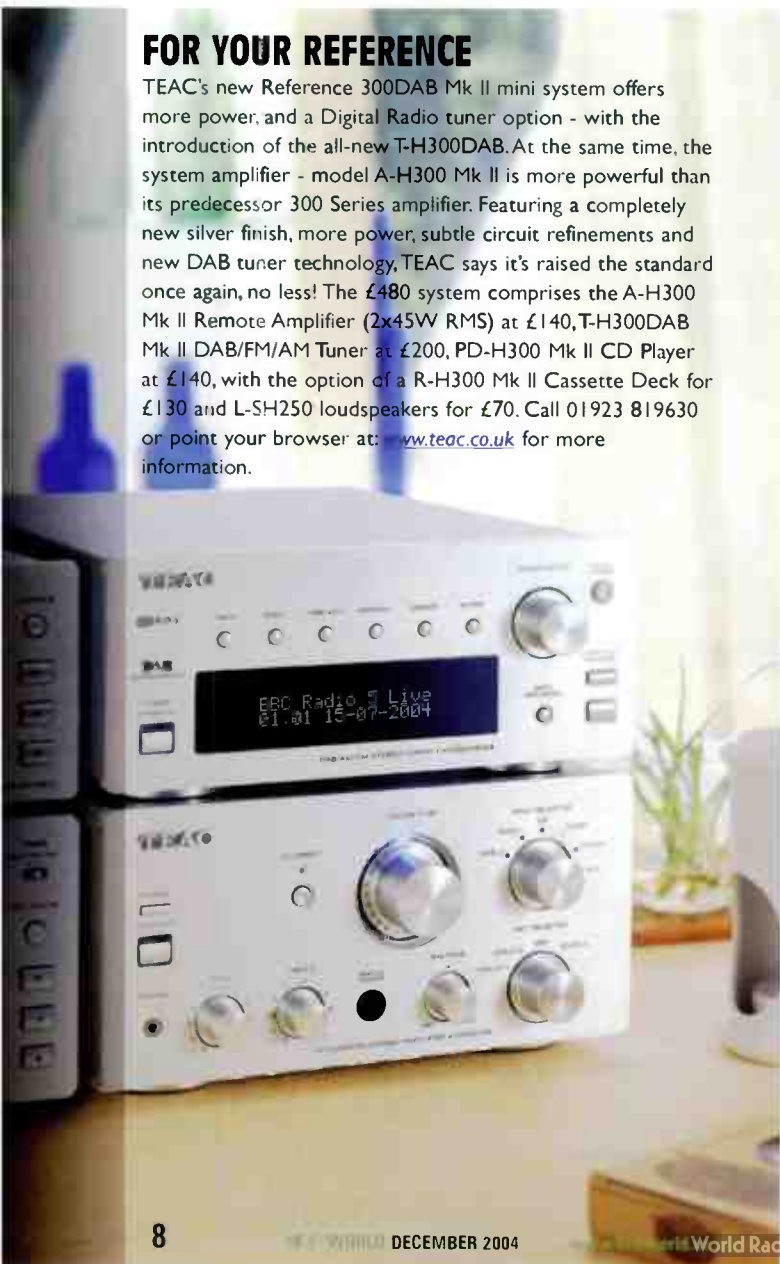 FOR YOUR REFERENCE
TEAC's new Reference 300DAB Mk II mini system offers
more power, and a Digital Radio tuner option - with the
introduction of the all-new T-H300DAB. At the same time, the
system amplifier - model A-H300 Mk II is more powerful than
its predecessor 300 Series amplifier. Featuring a completely
new silver finish, more power, subtle circuit refinements and
new DAB tuner technology, TEAC says it's raised the standard
once again, no less! The £480 system comprises the A-H300
Mk II Remote Amplifier (2x45W RMS) at £140, T-H300DAB
Mk II DAB/FM/AM Tuner at £200, PD-H300 Mk II CD Player
at £140, with the option of a R-H300 Mk II Cassette Deck for
£130 and L-SH250 loudspeakers for £70. Call 01923 819630
or point your browser at: www.teac.co.uk for more
information.
TEAC
DAB
BBC Radio 5 Live
01:01 15-07-2004
TEAC
8 HI-FI WORLD DECEMBER 2004
World Rad